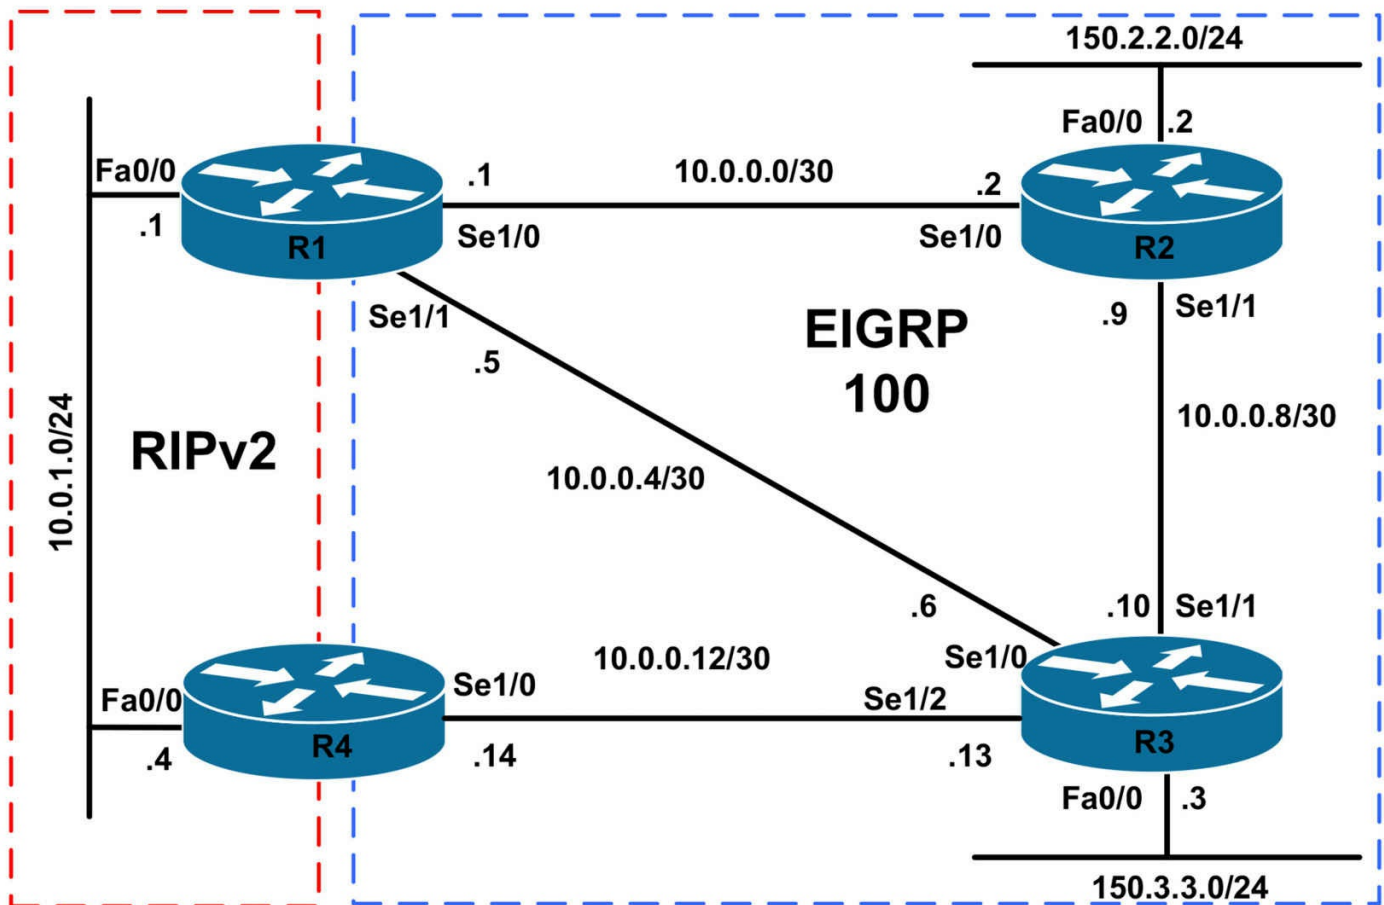 150.2.2.0/24
Fa0/0
.2
Fa0/0
.1
10.0.0.0/30
.2
.1
R1
Se1/0
Se1/0
R2
Se1/1
.5
EIGRP
100
.9
Se1/1
10.0.1.0/24
RIPv2
10.0.0.4/30
10.0.0.8/30
.6
.10
Se1/1
Fa0/0
.4
R4
Se1/0
.14
10.0.0.12/30
Se1/0
Se1/2
.13
R3
Fa0/0
.3
150.3.3.0/24